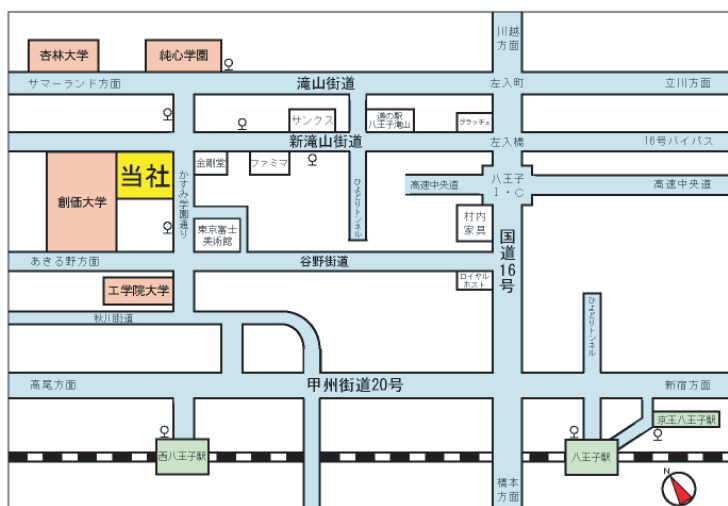 川越
方面
杏林大学
純心学園
サマーランド方面
滝山街道
左入町
立川方面
サンクス
道の駅
八王子滝山
グラッチェ
新滝山街道
左入橋
16号バイパス
当社
金剛堂
ファミマ
創価大学
かすみ学園通り
ひよどりトンネル
高速中央道
八王子
I・C
高速中央道
東京富士
美術館
村内
家具
国道16号
あきる野方面
谷野街道
工学院大学
ロイヤル
ホスト
秋川街道
ひよどりトンネル
高尾方面
甲州街道20号
新宿方面
京王八王子駅
西八王子駅
八王子駅
橋本
方面
N